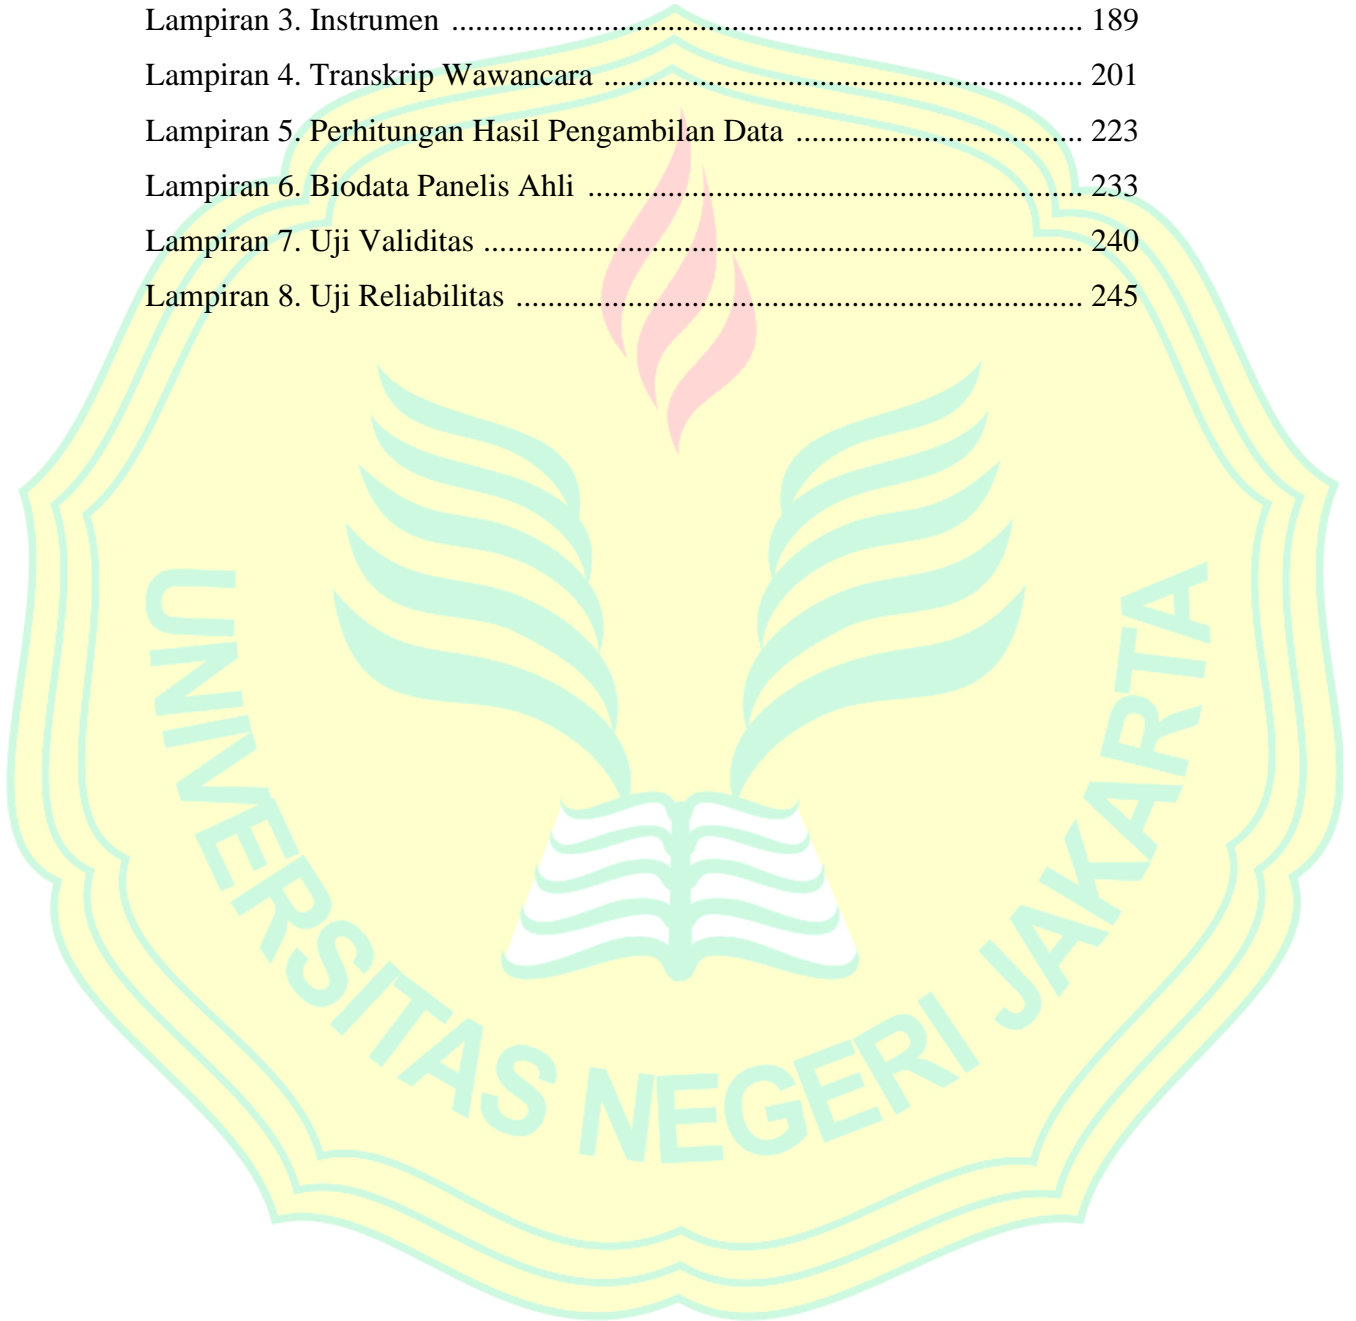 Lampiran 3. Instrumen ................................................................................ 189
Lampiran 4. Transkrip Wawancara ............................................................. 201
Lampiran 5. Perhitungan Hasil Pengambilan Data .................................... 223
Lampiran 6. Biodata Panelis Ahli ............................................................... 233
Lampiran 7. Uji Validitas ............................................................................ 240
Lampiran 8. Uji Reliabilitas ........................................................................ 245
UNIVERSITAS NEGERI JAKARTA